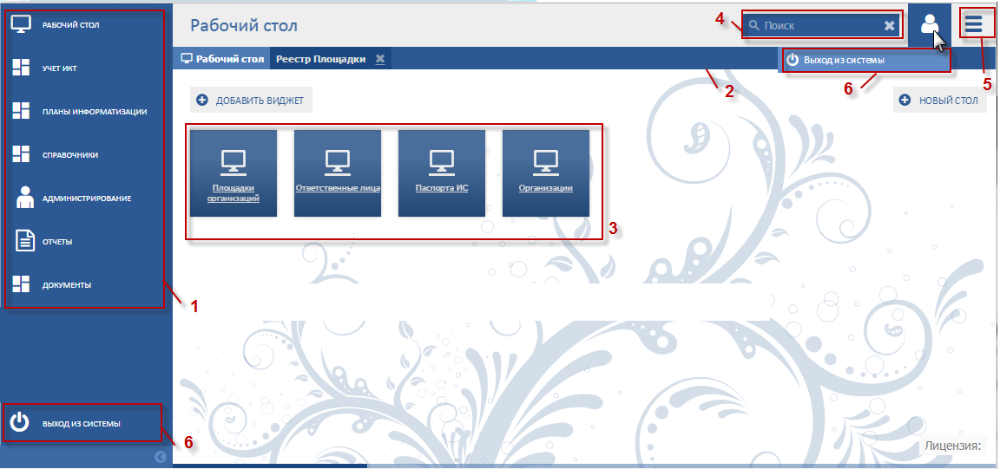 РАБОЧИЙ СТОЛ
УЧЕТ ИКТ
ПЛАНЫ ИНФОРМАТИЗАЦИИ
СПРАВОЧНИКИ
АДМИНИСТРИРОВАНИЕ
ОТЧЕТЫ
ДОКУМЕНТЫ
1
ВЫХОД ИЗ СИСТЕМЫ
6
Рабочий стол
4
Поиск
5
Рабочий стол
Реестр Площадки
2
Выход из системы
6
ДОБАВИТЬ ВИДЖЕТ
НОВЫЙ СТОЛ
Площадки
организаций
Ответственные лица
Паспорта ИС
Организации
3
Лицензия: